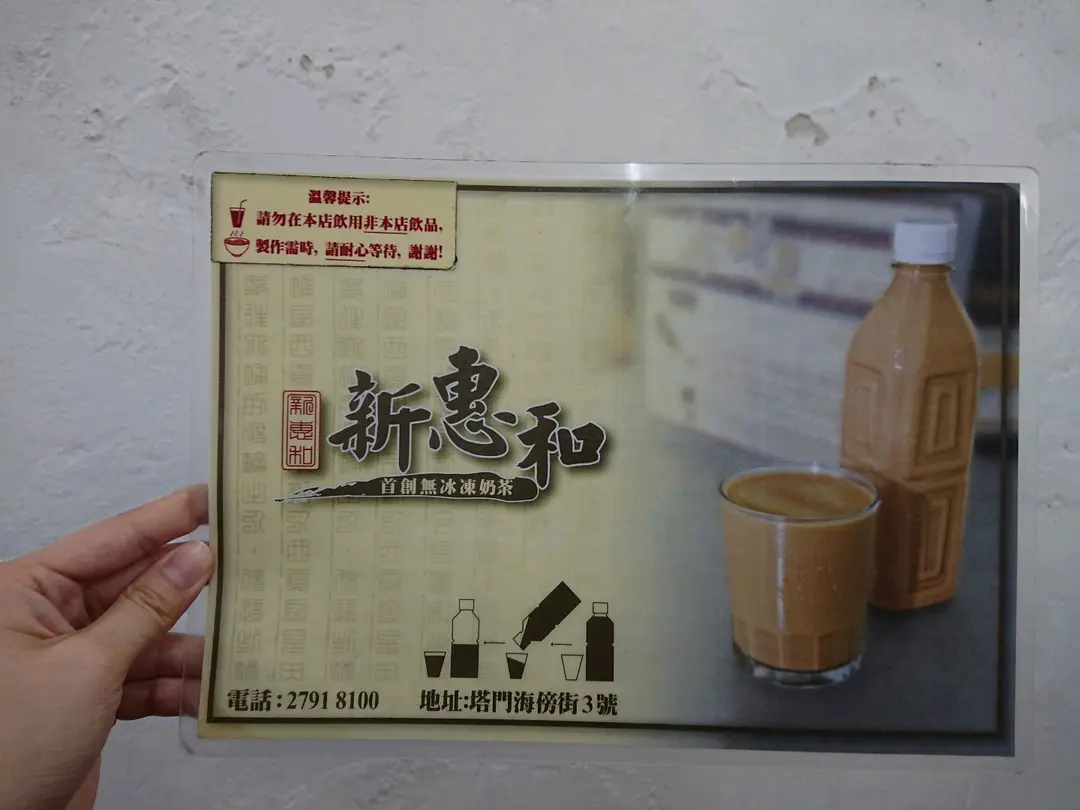 溫馨提示:
請勿在本店飲用非本店飲品,
製作需時, 請耐心等待, 謝謝!
新惠和
新惠和
首創無冰凍奶茶
電話:2791 8100
地址:塔門海傍街3號